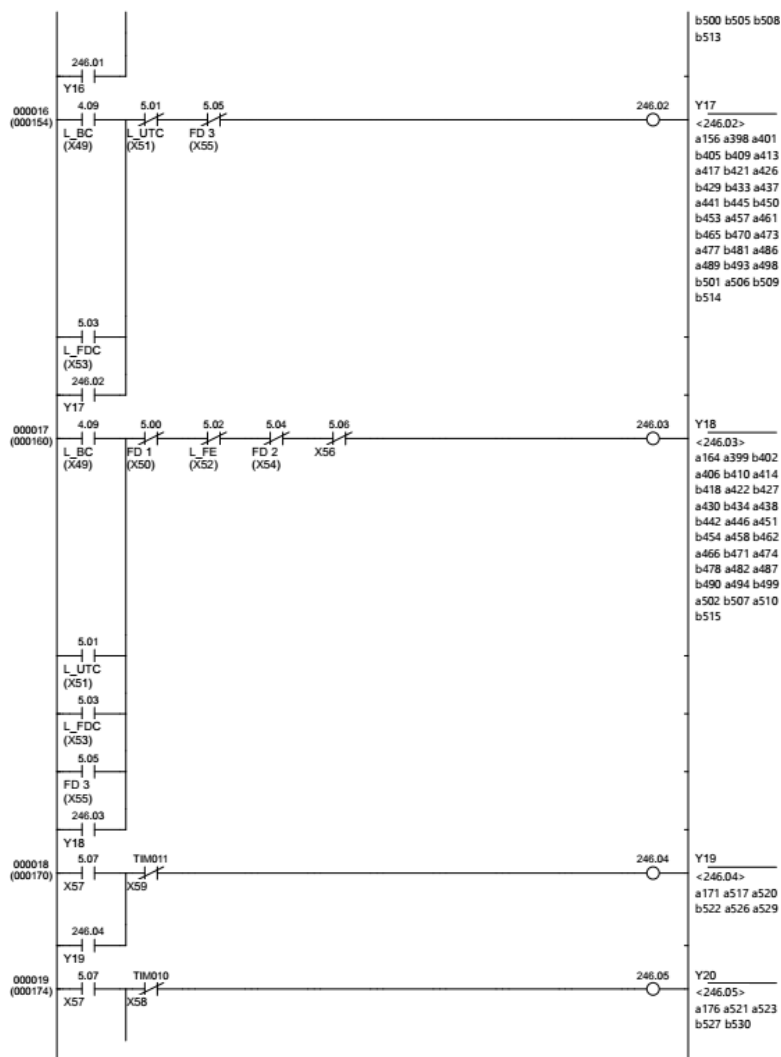 b500 b505 b508
b513
246.01
Y16
000016
(000154)
4.09 5.01 5.05 246.02
L_BC L_UTC FD 3
(X49) (X51) (X55)
Y17
<246.02>
a156 a398 a401
b405 b409 a413
a417 b421 a426
b429 b433 a437
a441 b445 b450
b453 a457 a461
b465 b470 a473
a477 b481 a486
a489 b493 a498
b501 a506 b509
b514
5.03
L_FDC
(X53)
246.02
Y17
000017
(000160)
4.09 5.00 5.02 5.04 5.06 246.03
L_BC FD 1 L_FE FD 2 X56
(X49) (X50) (X52) (X54)
Y18
<246.03>
a164 a399 b402
a406 b410 a414
b418 a422 b427
a430 b434 a438
b442 a446 a451
b454 a458 b462
a466 b471 a474
b478 a482 a487
b490 a494 b499
a502 b507 a510
b515
5.01
L_UTC
(X51)
5.03
L_FDC
(X53)
5.05
FD 3
(X55)
246.03
Y18
000018
(000170)
5.07 TIM011 246.04
X57 X59
Y19
<246.04>
a171 a517 a520
b522 a526 a529
246.04
Y19
000019
(000174)
5.07 TIM010 246.05
X57 X58
Y20
<246.05>
a176 a521 a523
b527 b530